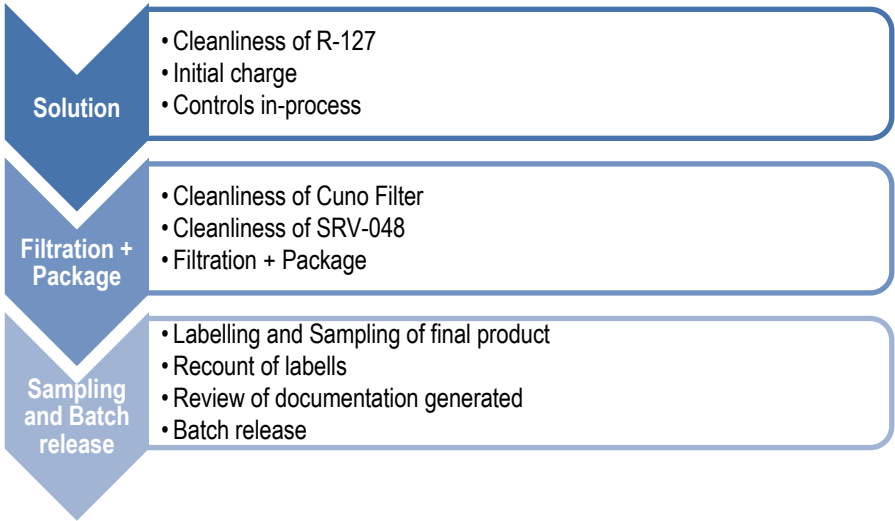 Solution
• Cleanliness of R-127
• Initial charge
• Controls in-process
Filtration +
Package
• Cleanliness of Cuno Filter
• Cleanliness of SRV-048
• Filtration + Package
Sampling
and Batch
release
• Labelling and Sampling of final product
• Recount of labells
• Review of documentation generated
• Batch release